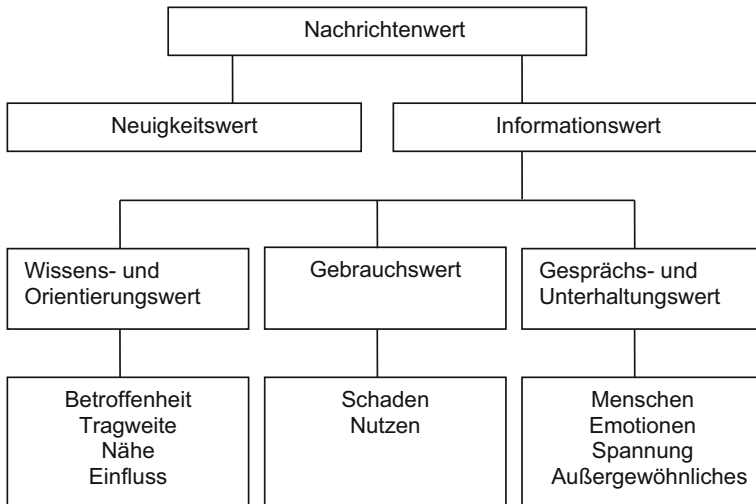 Nachrichtenwert
Neuigkeitswert
Informationswert
Wissens- und
Orientierungswert
Gebrauchswert
Gesprächs- und
Unterhaltungswert
Betroffenheit
Tragweite
Nähe
Einfluss
Schaden
Nutzen
Menschen
Emotionen
Spannung
Außergewöhnliches